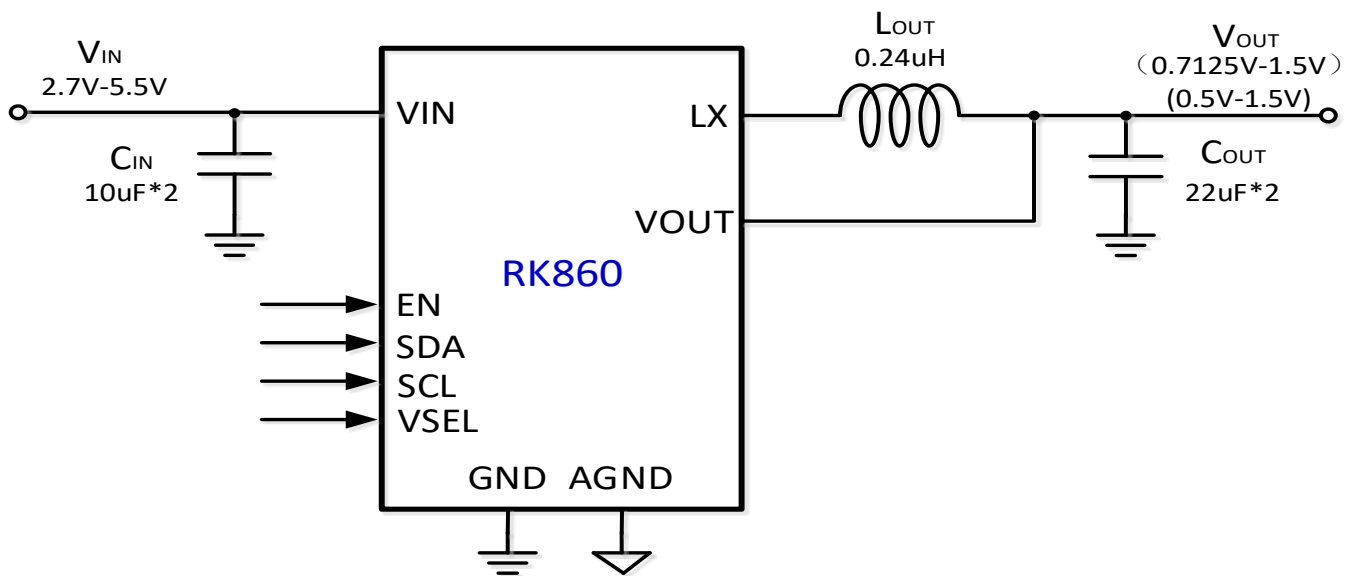 VIN
2.7V-5.5V
CIN
10uF*2
VIN
EN
SDA
SCL
VSEL
RK860
GND
AGND
LX
VOUT
LOUT
0.24uH
VOUT
（0.7125V-1.5V）
(0.5V-1.5V)
COUT
22uF*2